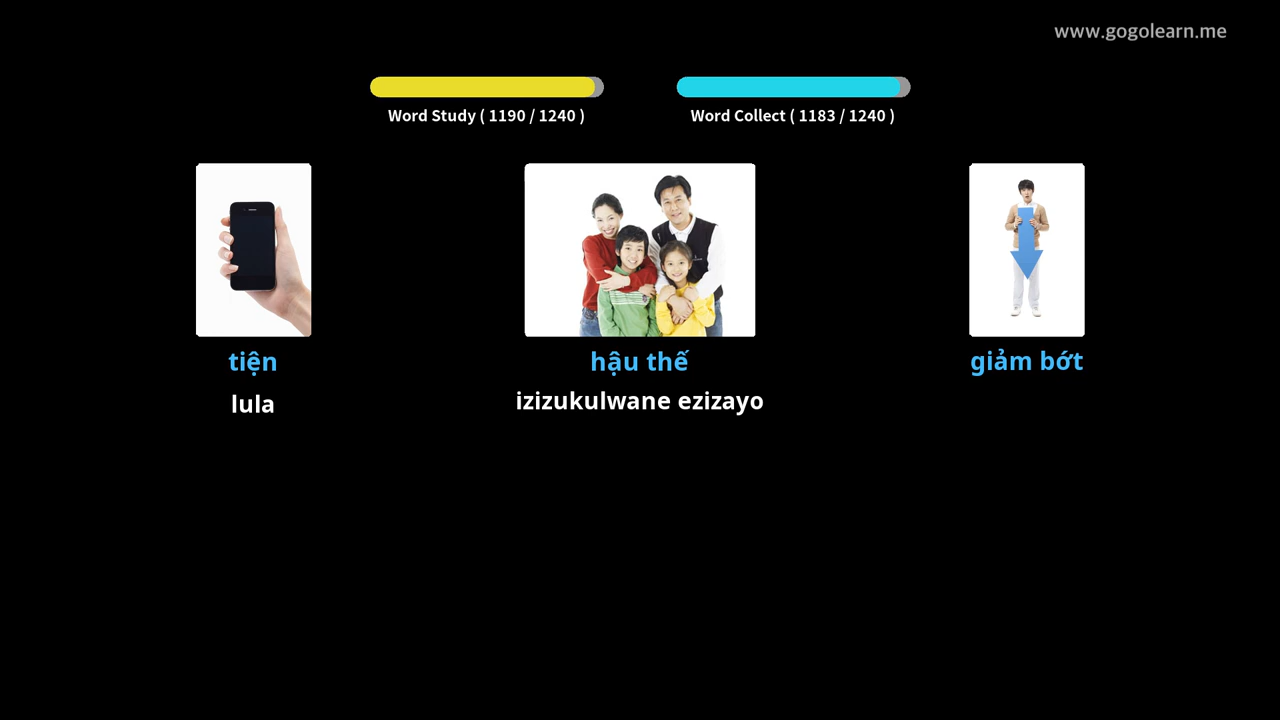 www.gogolearn.me
Word Study ( 1190 / 1240 )
Word Collect ( 1183 / 1240 )
tiện
hậu thế
giảm bớt
lula
izizukulwane ezizayo